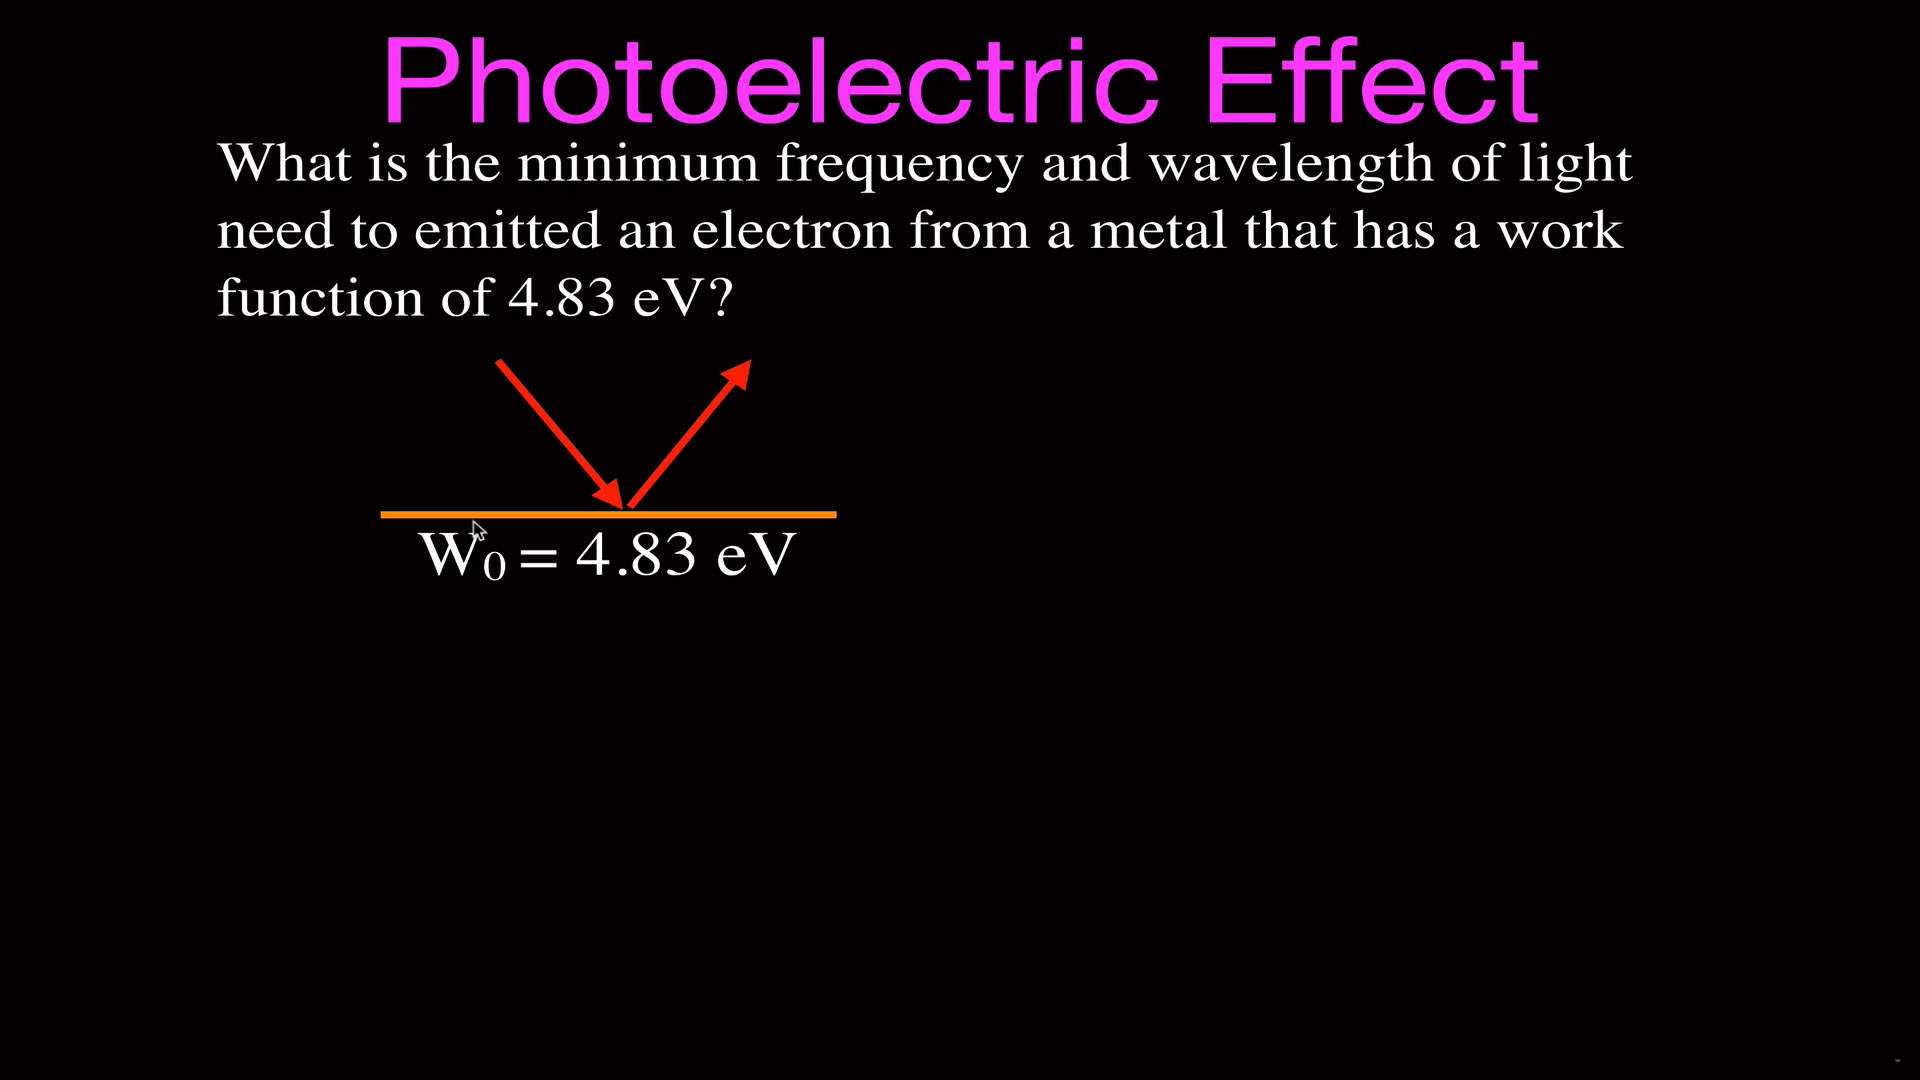 Photoelectric Effect
What is the minimum frequency and wavelength of light
need to emitted an electron from a metal that has a work
function of 4.83 eV?
W₀ = 4.83 eV